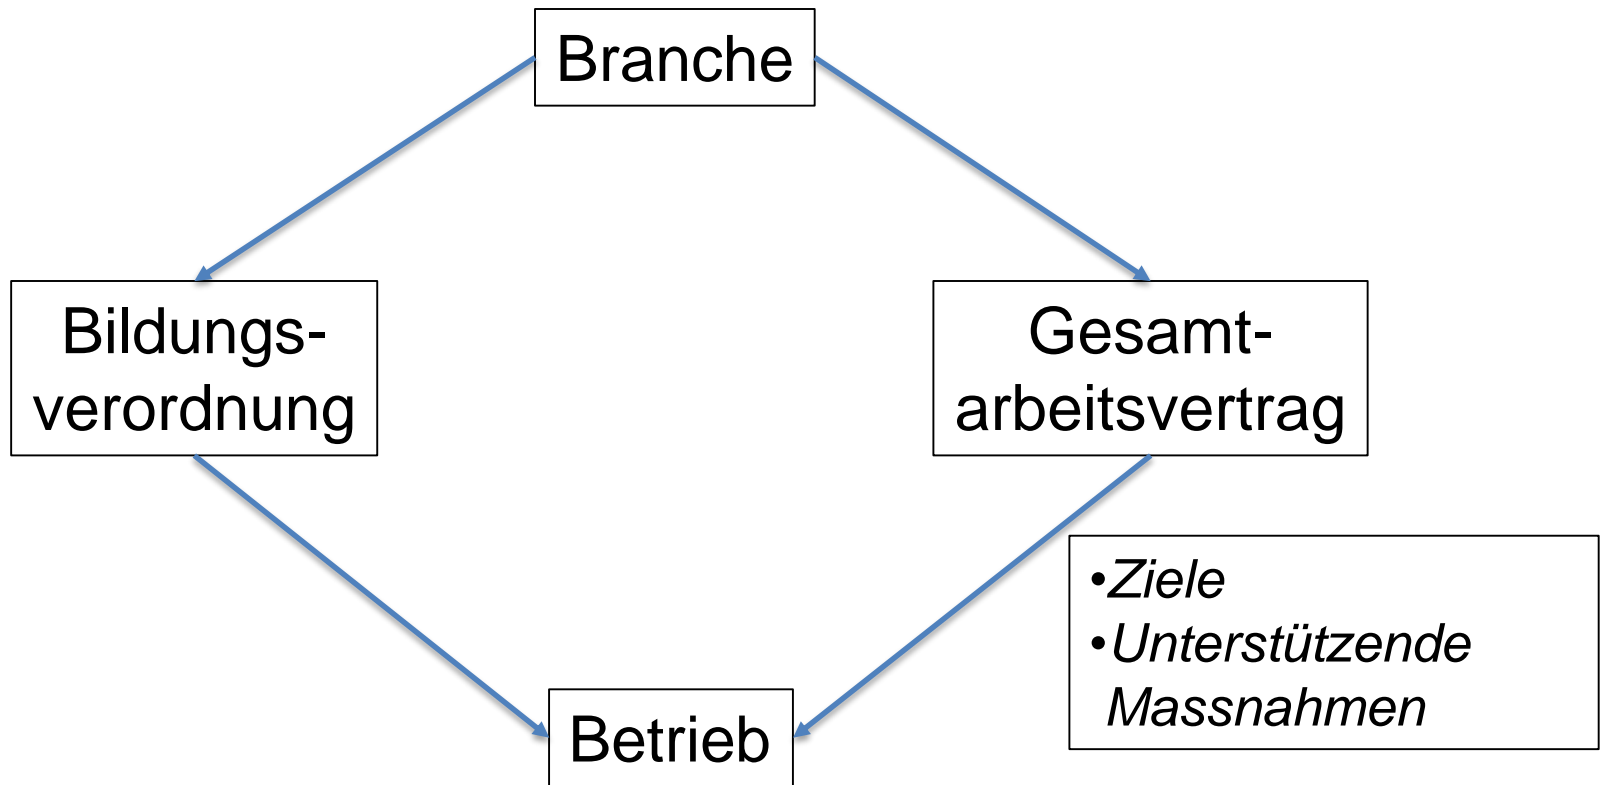 Branche
Bildungs-
verordnung
Gesamt-
arbeitsvertrag
•Ziele
•Unterstützende
Massnahmen
Betrieb